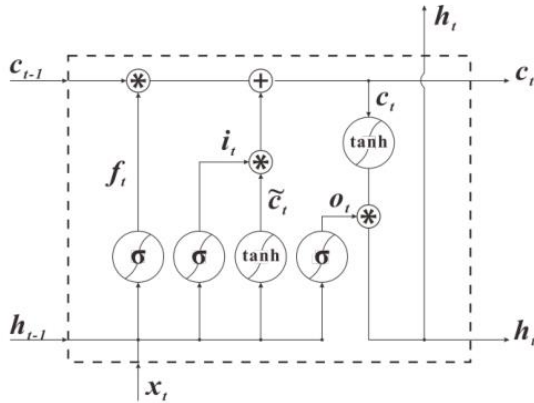 h_t
c_{t-1} * + c_t
c_t
i_t * tanh
f_t c̃_t o_t *
σ σ tanh σ
h_{t-1} h_t
x_t